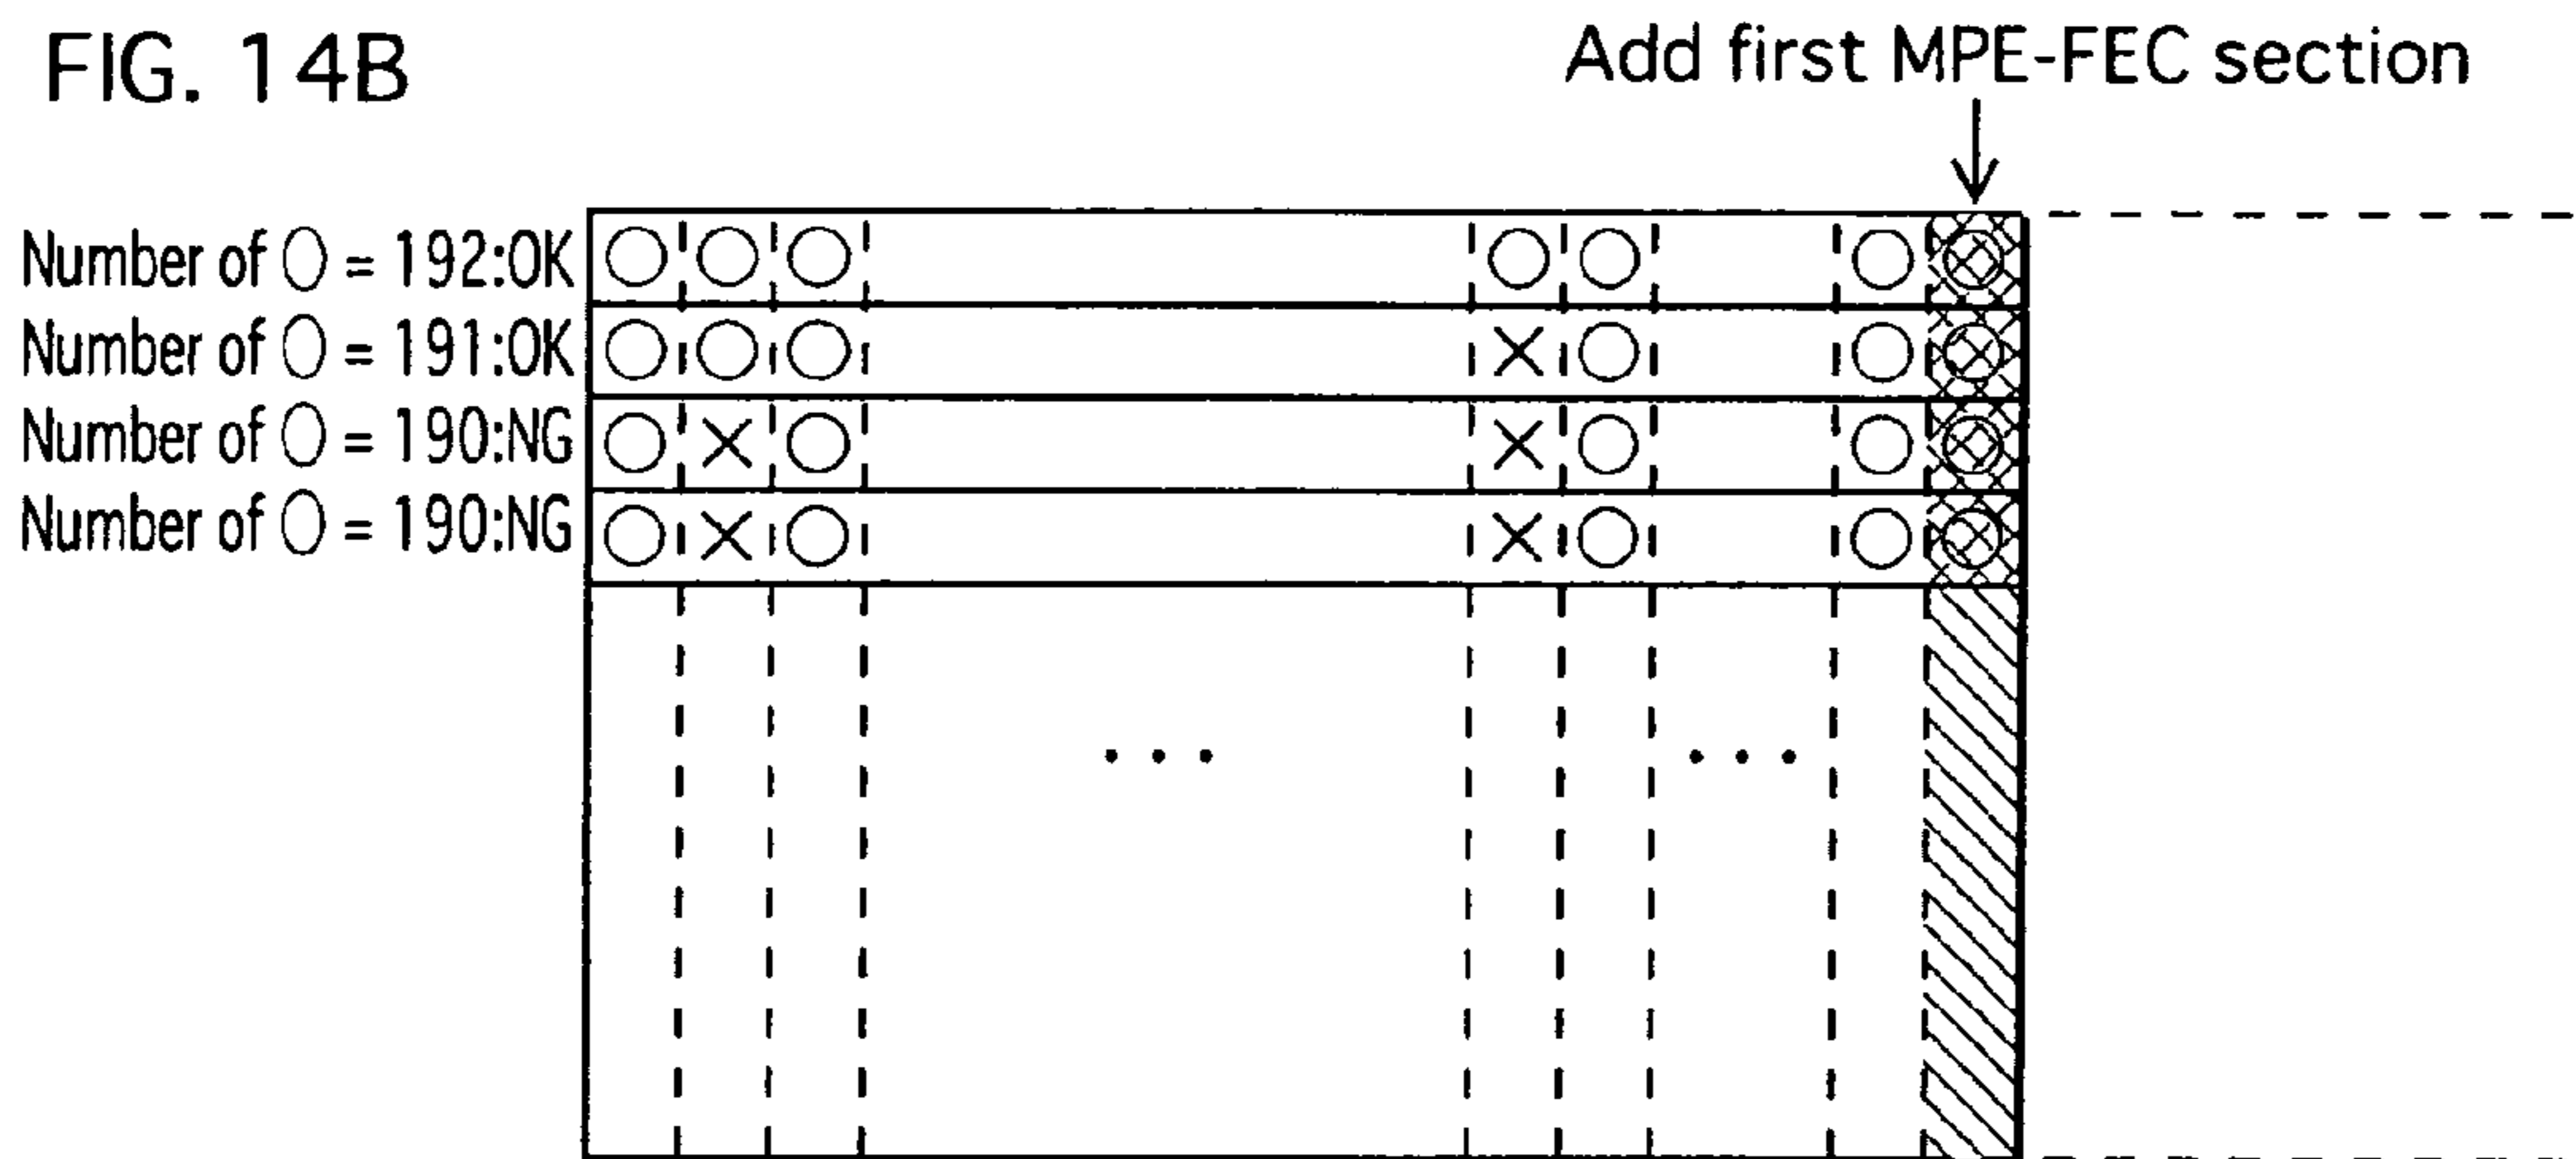 FIG. 14B
Add first MPE-FEC section
Number of ○ = 192:OK
Number of ○ = 191:OK
Number of ○ = 190:NG
Number of ○ = 190:NG